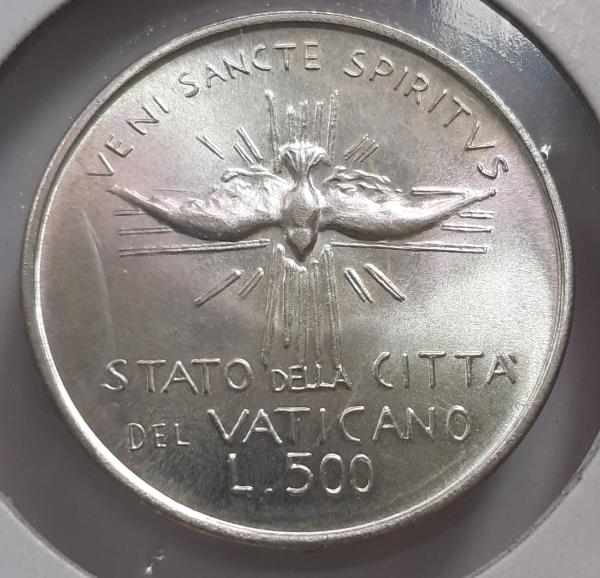 VENI SANCTE SPIRITVS
STATO DELLA CITTA'
DEL VATICANO
L.500